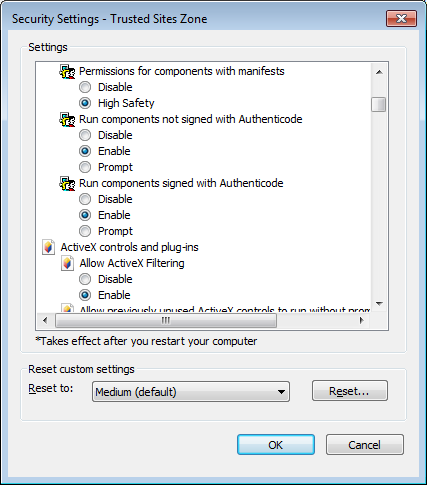 Security Settings - Trusted Sites Zone
Settings
Permissions for components with manifests
Disable
High Safety
Run components not signed with Authenticode
Disable
Enable
Prompt
Run components signed with Authenticode
Disable
Enable
Prompt
ActiveX controls and plug-ins
Allow ActiveX Filtering
Disable
Enable
Allow previously unused ActiveX controls to run without prom
*Takes effect after you restart your computer
Reset custom settings
Reset to:
Medium (default)
Reset...
OK
Cancel